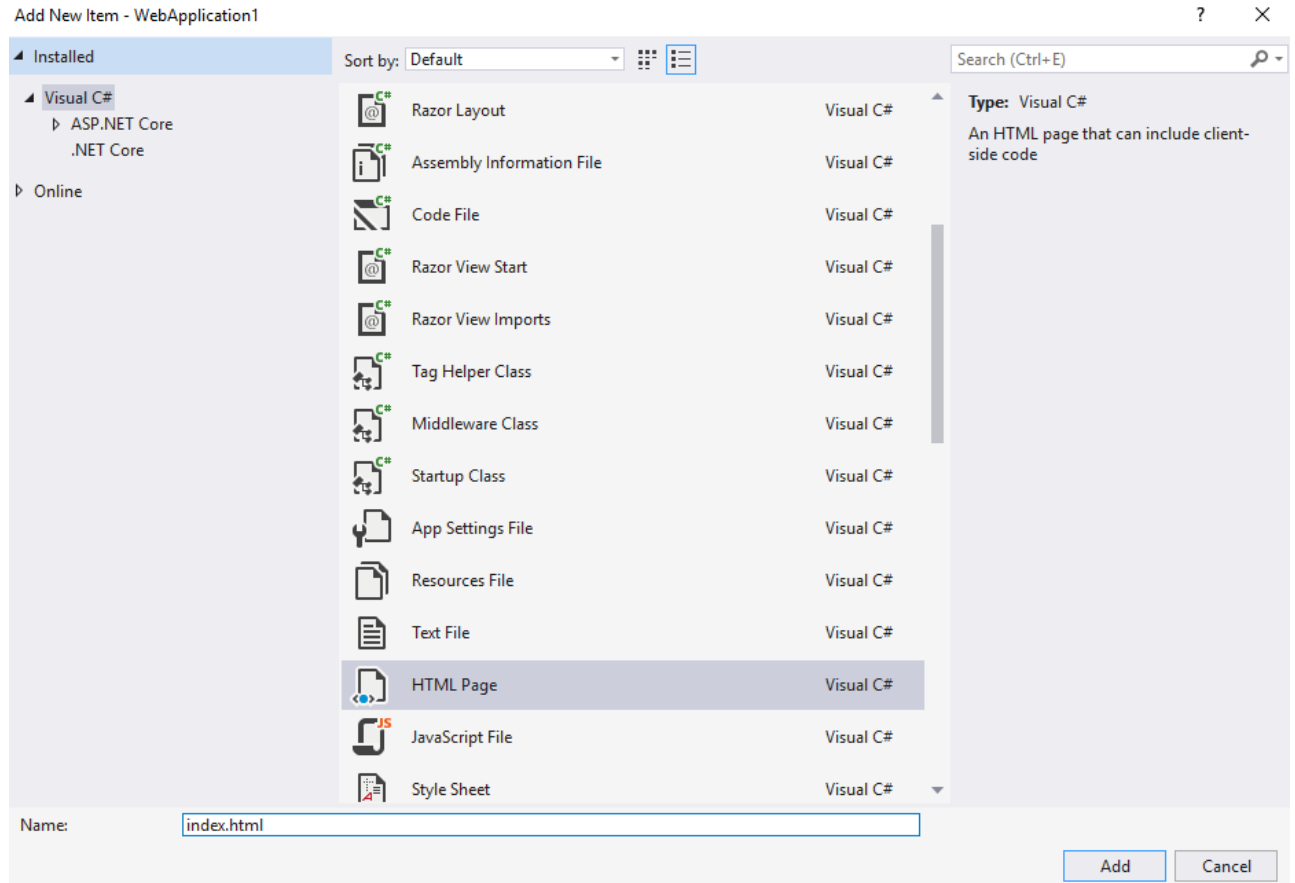 Add New Item - WebApplication1
?
Installed
Sort by: Default
Search (Ctrl+E)
Visual C#
ASP.NET Core
.NET Core
Online
C# @ Razor Layout Visual C#
C# i Assembly Information File Visual C#
C# Code File Visual C#
C# @ Razor View Start Visual C#
C# @ Razor View Imports Visual C#
C# Tag Helper Class Visual C#
C# Middleware Class Visual C#
C# Startup Class Visual C#
App Settings File Visual C#
Resources File Visual C#
Text File Visual C#
HTML Page Visual C#
JS JavaScript File Visual C#
A Style Sheet Visual C#
Type: Visual C#
An HTML page that can include client-
side code
Name: index.html
Add Cancel